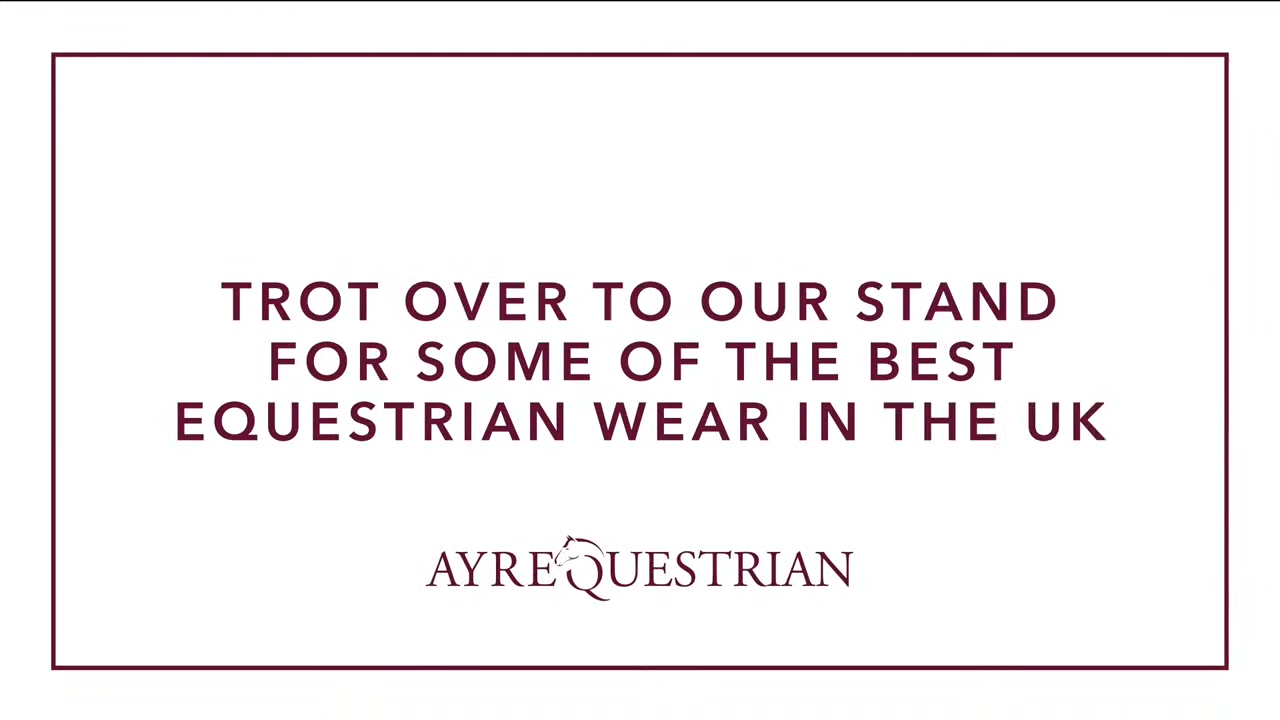 TROT OVER TO OUR STAND
FOR SOME OF THE BEST
EQUESTRIAN WEAR IN THE UK
AYREQUESTRIAN